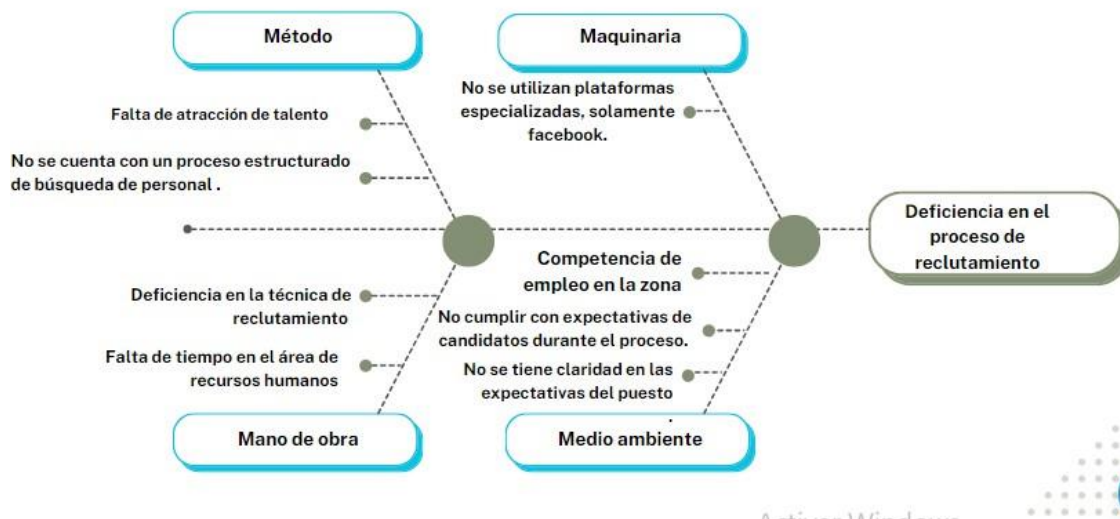 Método
Maquinaria
Falta de atracción de talento
No se cuenta con un proceso estructurado
de búsqueda de personal .
No se utilizan plataformas
especializadas, solamente
facebook.
Deficiencia en el
proceso de
reclutamiento
Deficiencia en la técnica de
reclutamiento
Falta de tiempo en el área de
recursos humanos
Competencia de
empleo en la zona
No cumplir con expectativas de
candidatos durante el proceso.
No se tiene claridad en las
expectativas del puesto
Mano de obra
Medio ambiente
Activar Windows